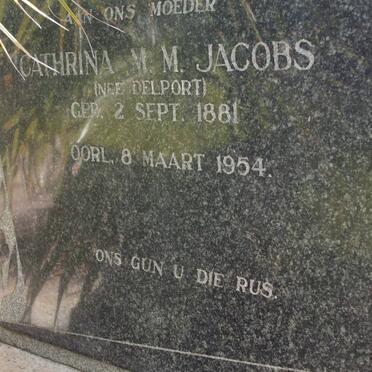 AAN ONS MOEDER
CATHRINA M. M. JACOBS
(NEE DELPORT)
GEB. 2 SEPT. 1881
OORL. 8 MAART 1954.
ONS GUN U DIE RUS.